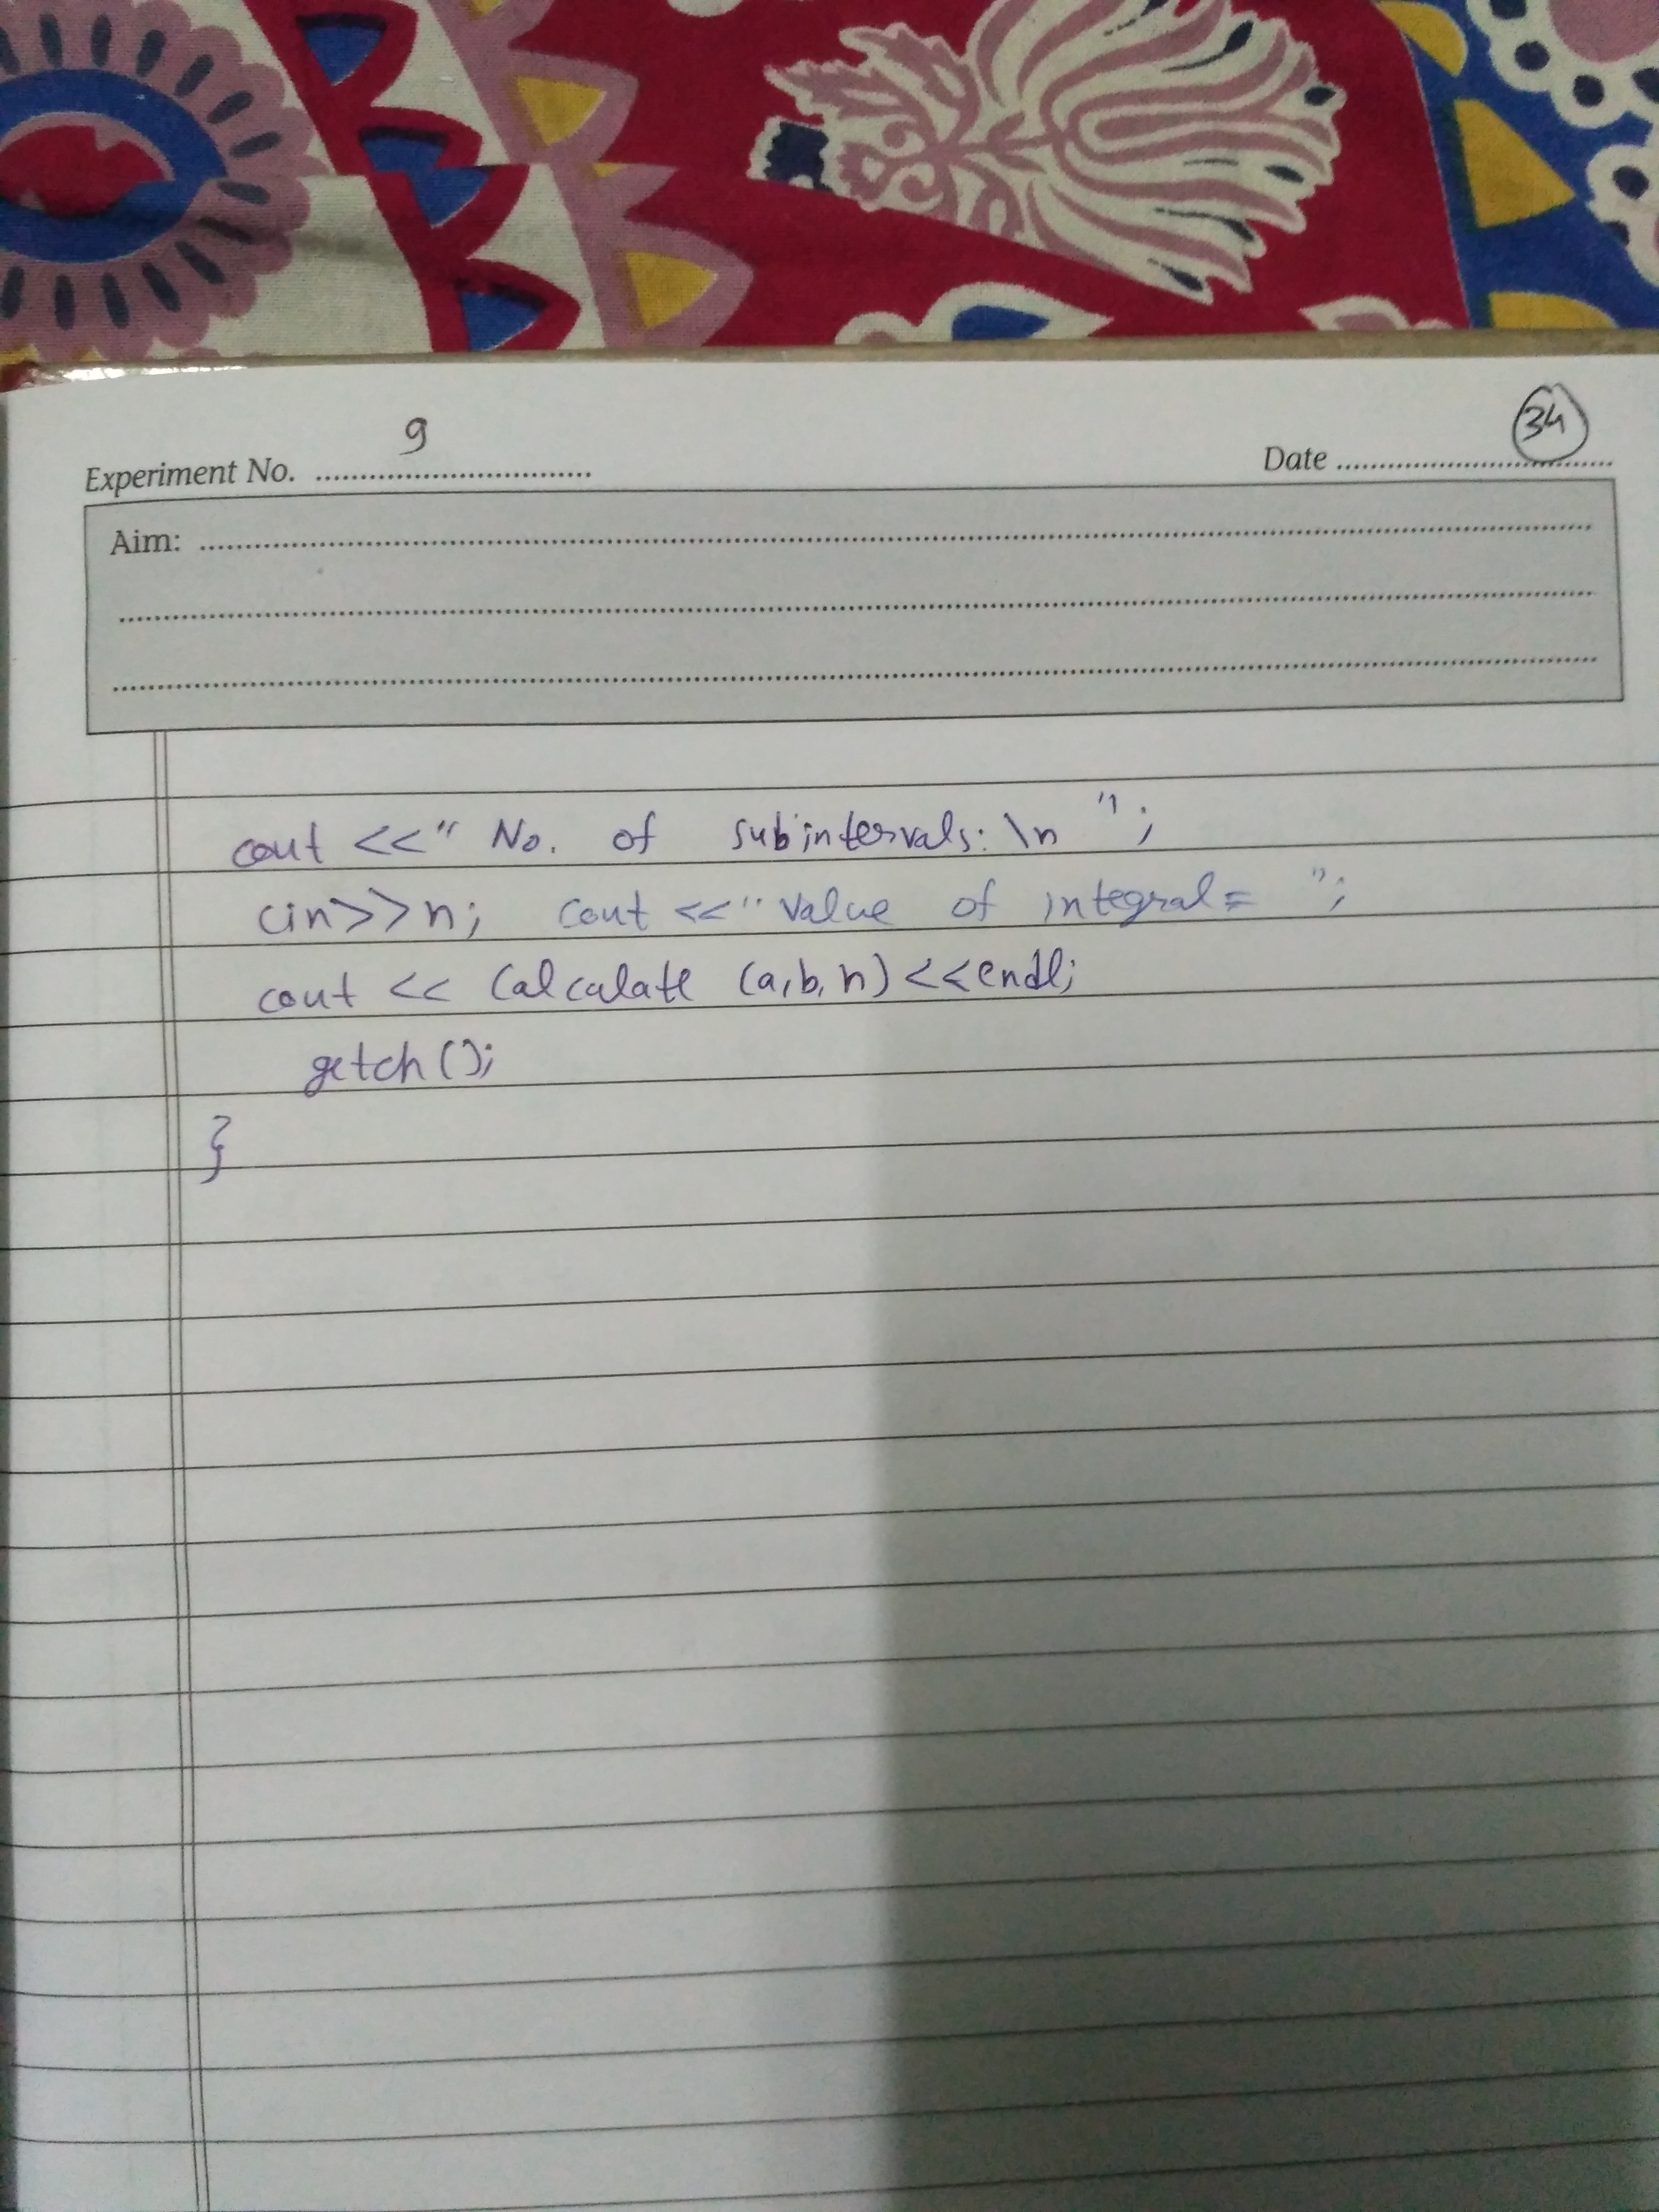 9
34
Experiment No. ........................
Date ........................
Aim: ........................
cout <<" No. of subintervals: \n ";
cin>>n; cout <<" Value of integral = ";
cout << Calculate (a,b,n) <<endl;
getch();
}